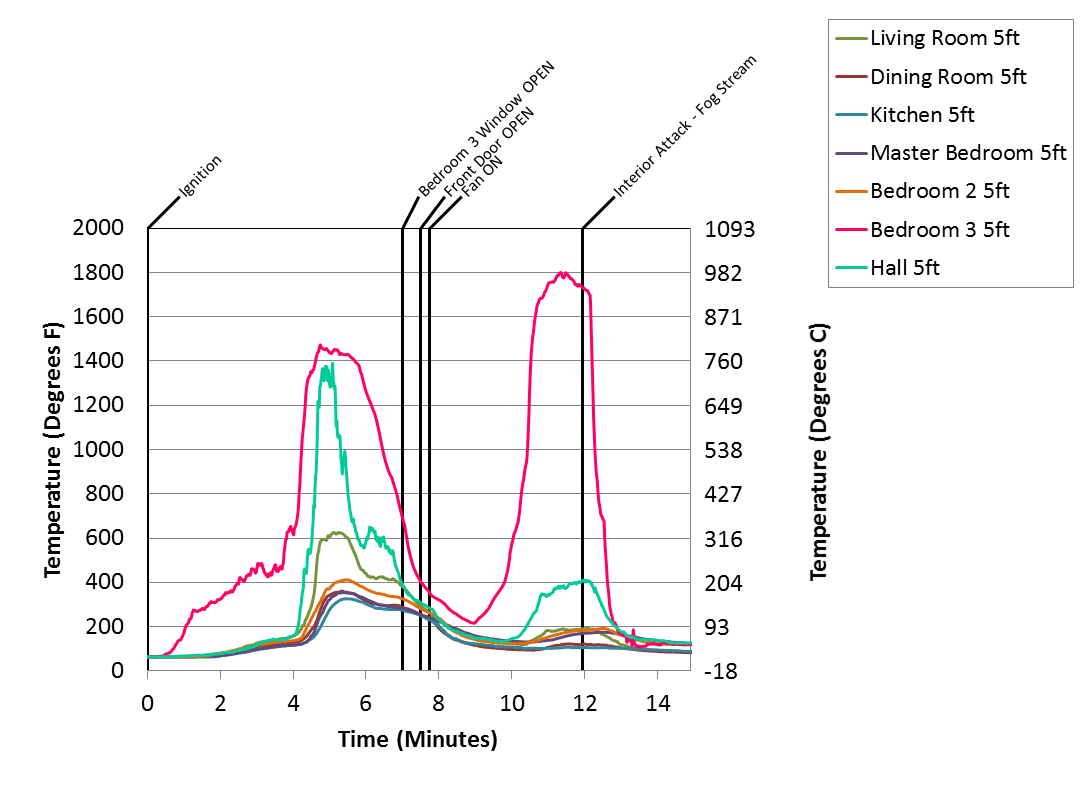 Living Room 5ft
Dining Room 5ft
Kitchen 5ft
Master Bedroom 5ft
Bedroom 2 5ft
Bedroom 3 5ft
Hall 5ft
Ignition
Bedroom 3 Window OPEN
Front Door OPEN
Fan ON
Interior Attack - Fog Stream
Temperature (Degrees F)
2000
1800
1600
1400
1200
1000
800
600
400
200
0
1093
982
871
760
649
538
427
316
204
93
-18
Temperature (Degrees C)
0 2 4 6 8 10 12 14
Time (Minutes)